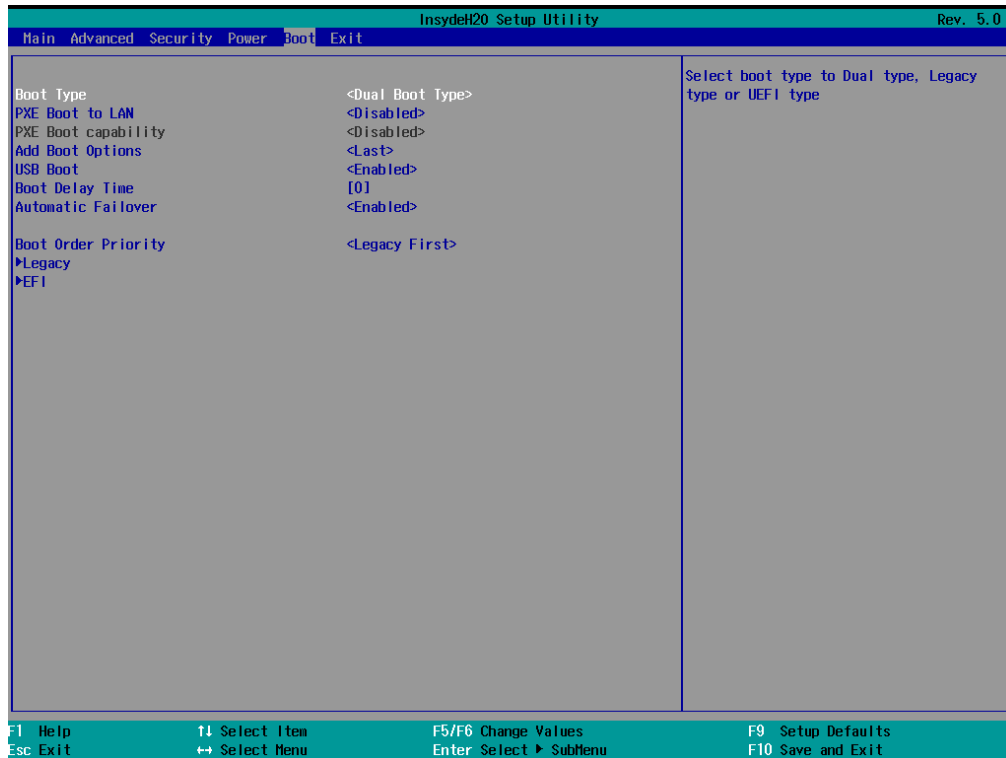 InsydeH20 Setup Utility Rev. 5.0
Main Advanced Security Power Boot Exit
Boot Type <Dual Boot Type>
PXE Boot to LAN <Disabled>
PXE Boot capability <Disabled>
Add Boot Options <Last>
USB Boot <Enabled>
Boot Delay Time [0]
Automatic Failover <Enabled>
Boot Order Priority <Legacy First>
▶Legacy
▶EFI
Select boot type to Dual type, Legacy
type or UEFI type
F1 Help ↑↓ Select Item F5/F6 Change Values F9 Setup Defaults
Esc Exit ↔ Select Menu Enter Select ▶ SubMenu F10 Save and Exit